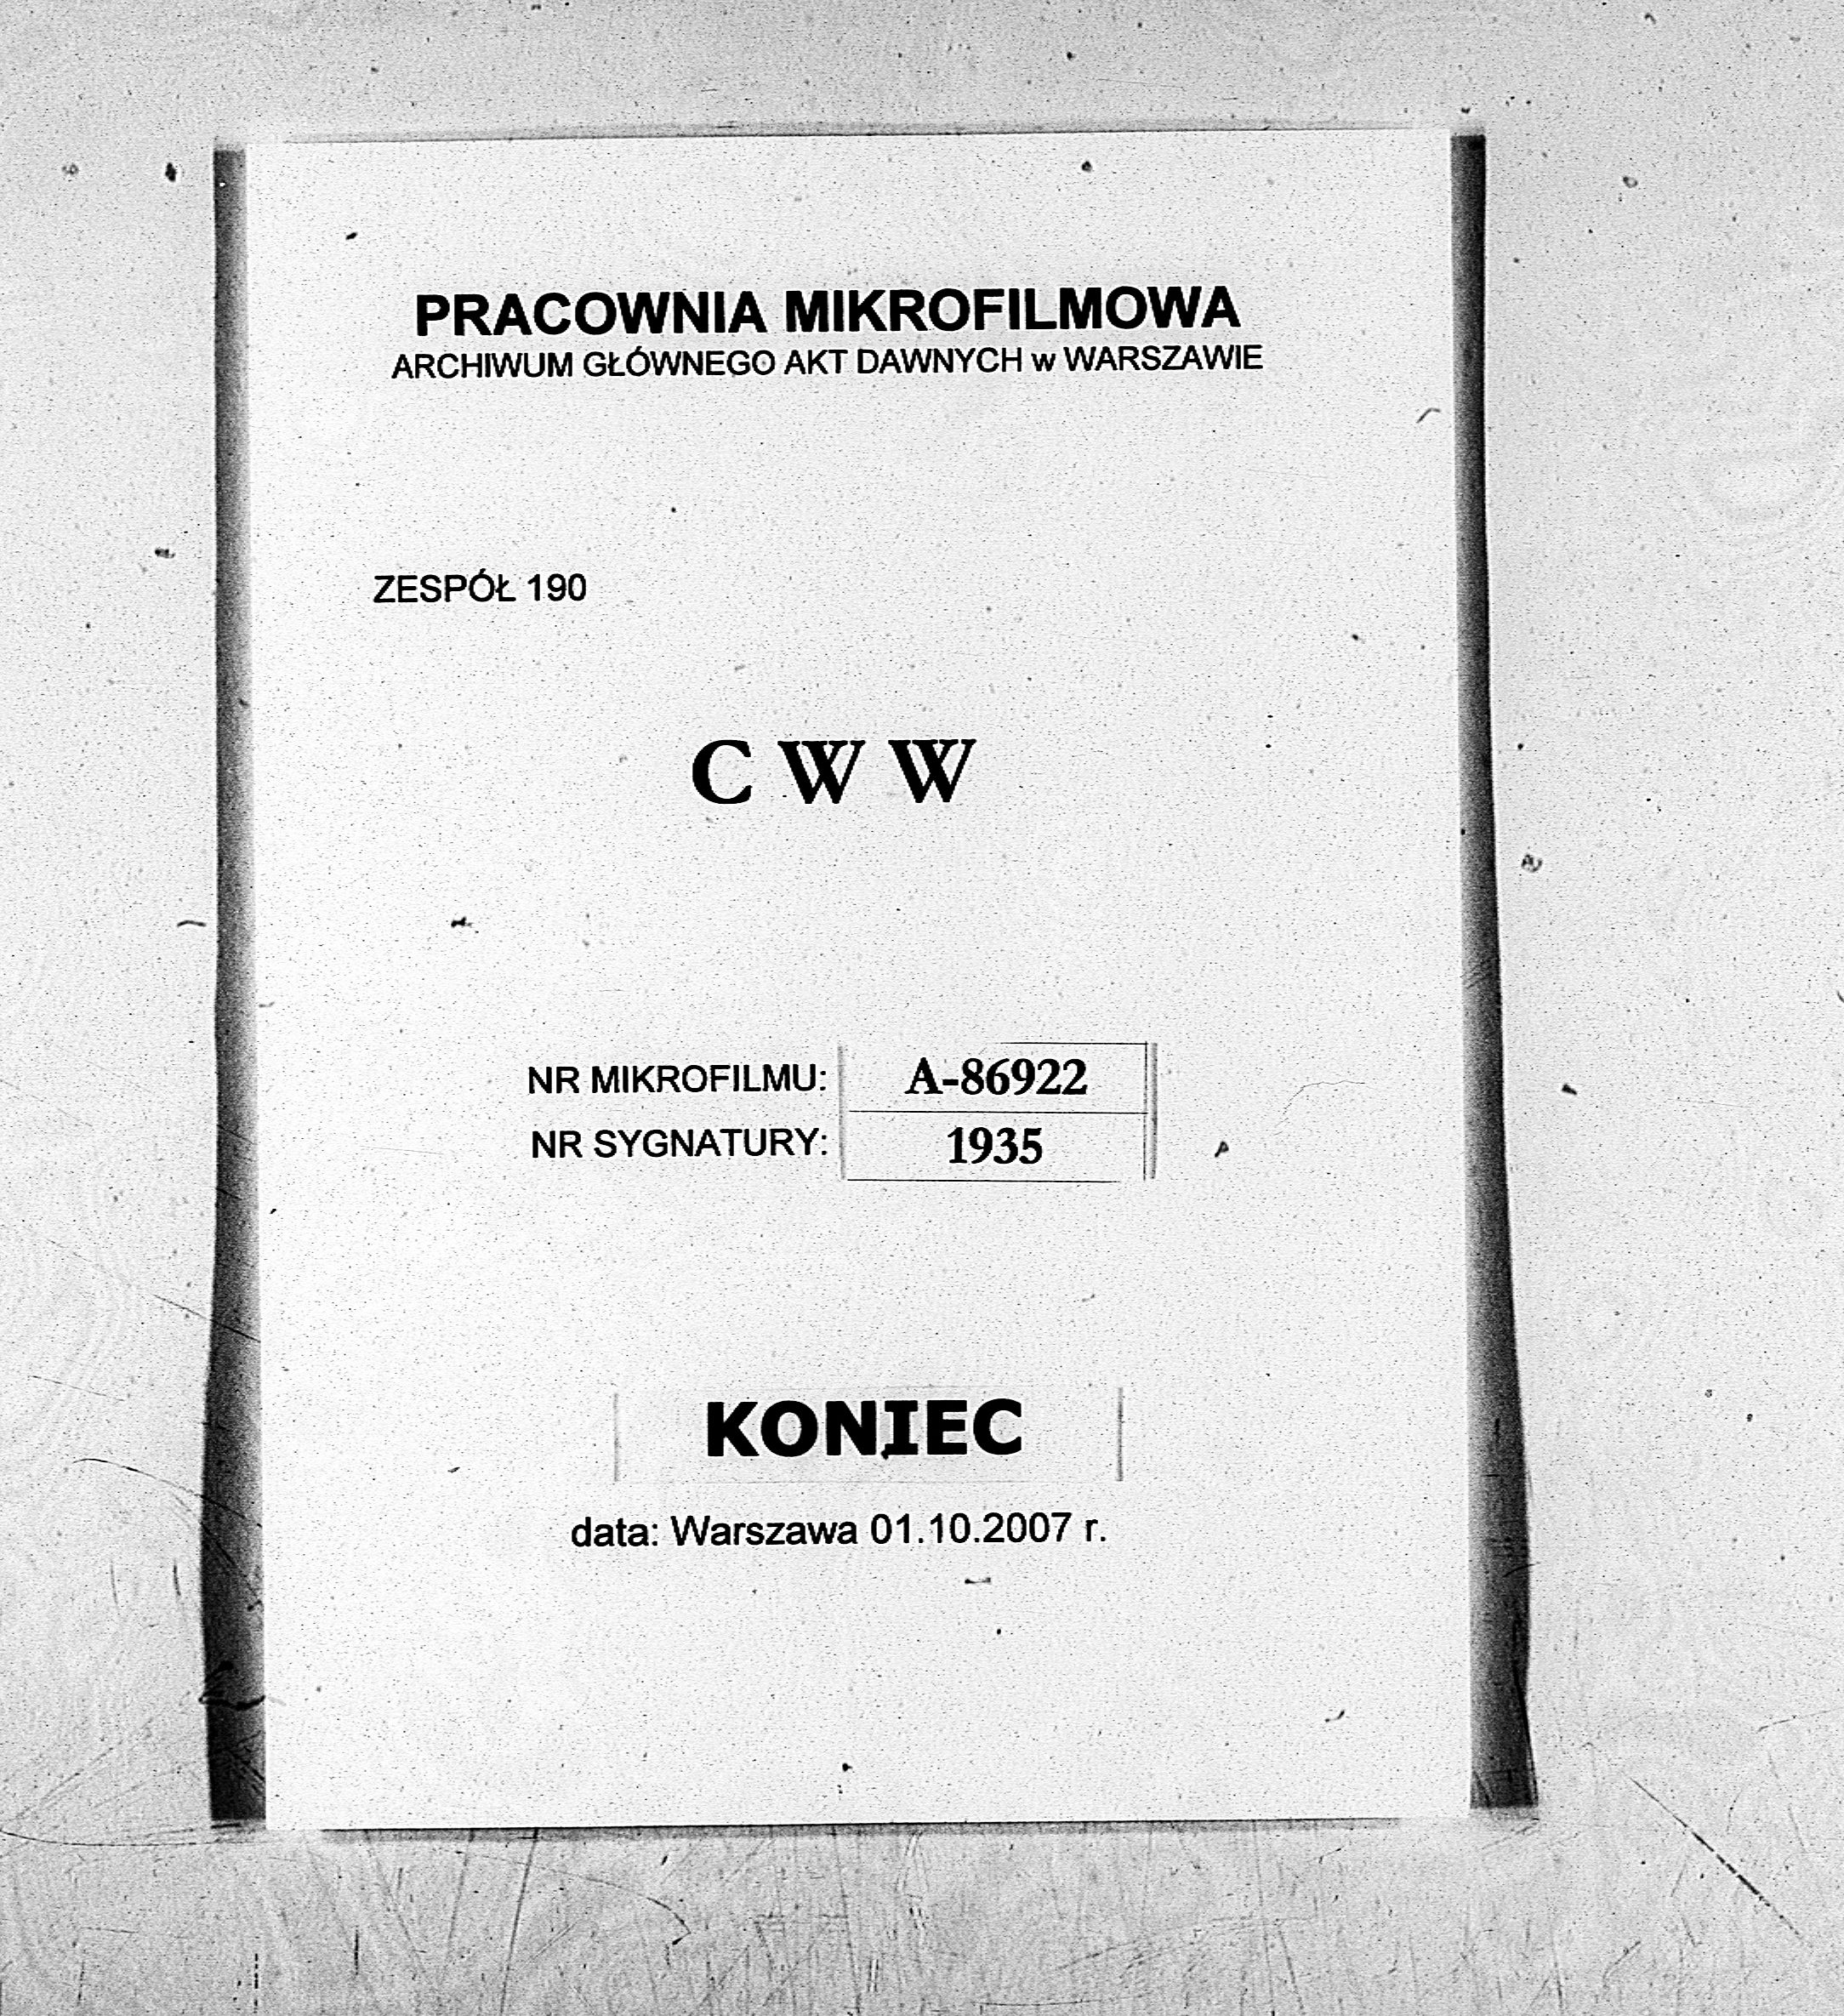 PRACOWNIA MIKROFILMOWA
ARCHIWUM GŁÓWNEGO AKT DAWNYCH w WARSZAWIE
ZESPÓŁ 190
C W W
NR MIKROFILMU: A-86922
NR SYGNATURY: 1935
KONIEC
data: Warszawa 01.10.2007 r.